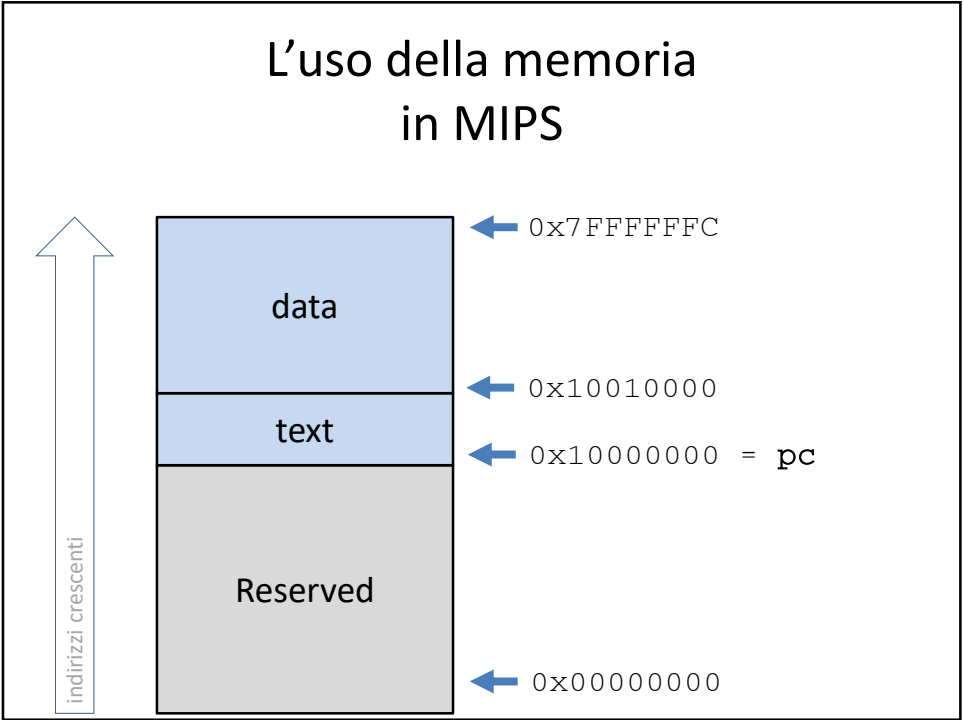 L’uso della memoria
in MIPS
0x7FFFFFFC
data
0x10010000
text
0x10000000 = pc
Reserved
indirizzi crescenti
0x00000000